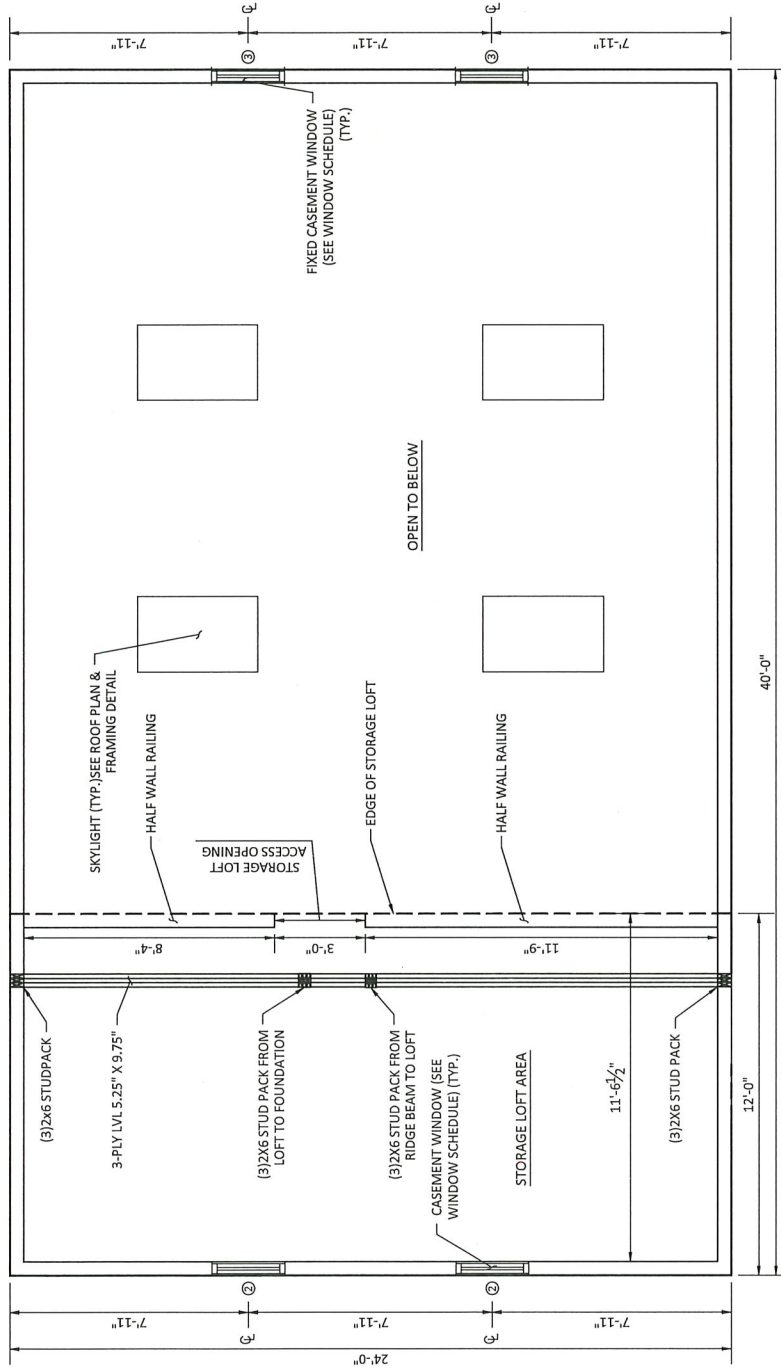 ℄
7'-11"
③
7'-11"
③
℄
7'-11"
FIXED CASEMENT WINDOW
(SEE WINDOW SCHEDULE)
(TYP.)
SKYLIGHT (TYP.)SEE ROOF PLAN &
FRAMING DETAIL
OPEN TO BELOW
HALF WALL RAILING
STORAGE LOFT
ACCESS OPENING
EDGE OF STORAGE LOFT
HALF WALL RAILING
40'-0"
8'-4"
3'-0"
11'-9"
(3)2x6 STUDPACK
3-PLY LVL 5.25" X 9.75"
(3)2X6 STUD PACK FROM
LOFT TO FOUNDATION
(3)2X6 STUD PACK FROM
RIDGE BEAM TO LOFT
CASEMENT WINDOW (SEE
WINDOW SCHEDULE) (TYP.)
STORAGE LOFT AREA
(3)2X6 STUD PACK
11'-6½"
12'-0"
7'-11"
②
℄
7'-11"
②
℄
7'-11"
24'-0"